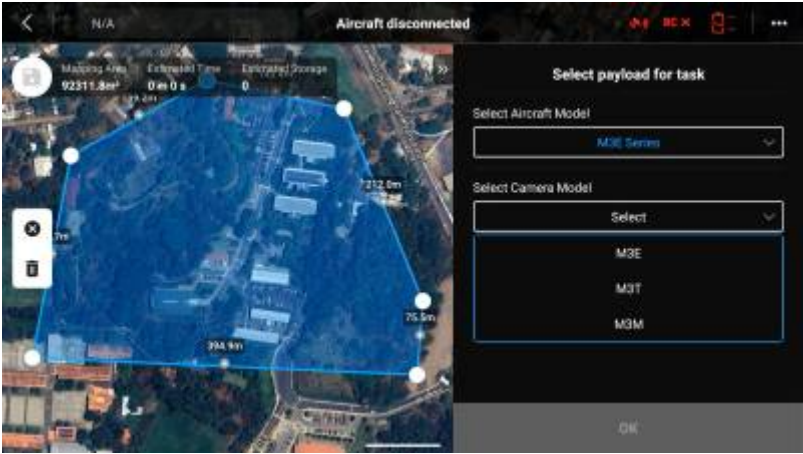 N/A
Aircraft disconnected
RC X
Mapping Area
Estimated Time
Estimated Storage
92311.8m²
0 m 0 s
0
Select payload for task
Select Aircraft Model
M3E Series
Select Camera Model
Select
M3E
M3T
M3M
212.0m
75.5m
394.9m
OK